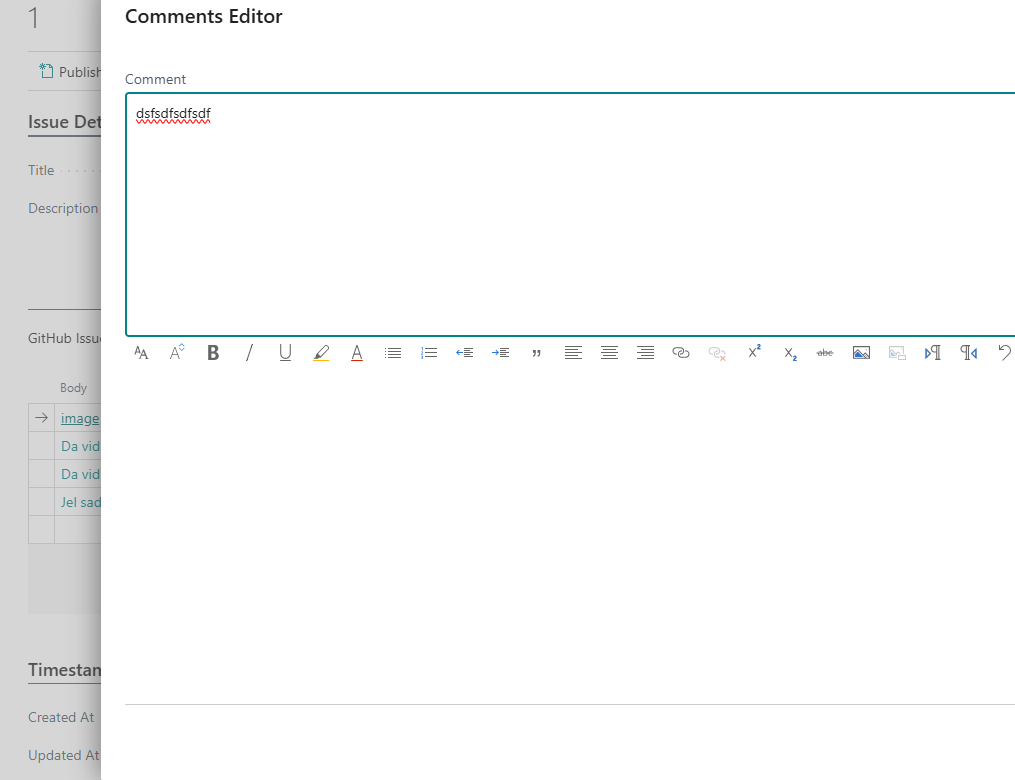 1
Comments Editor
Publish
Comment
dsfsdfsdfsdf
Issue Det
Title
Description
GitHub Issu
Body
image
Da vid
Da vid
Jel sad
Timestan
Created At
Updated At